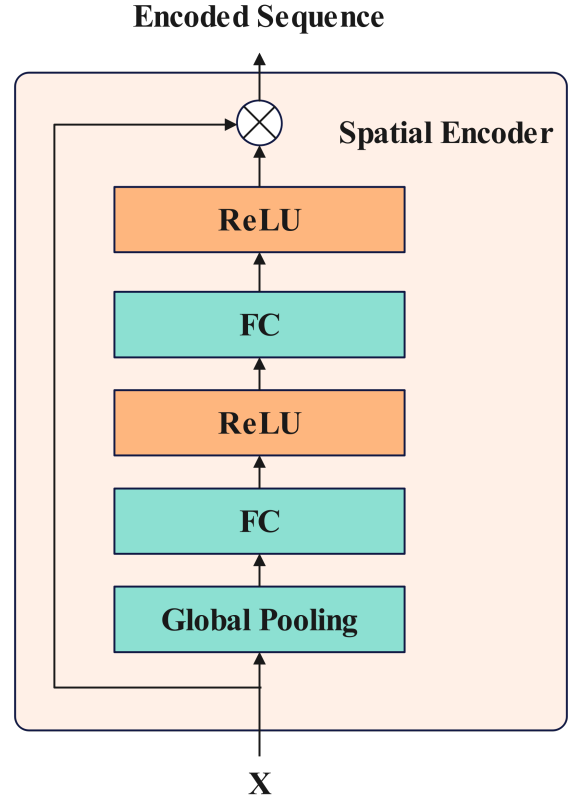 Encoded Sequence
Spatial Encoder
ReLU
FC
ReLU
FC
Global Pooling
X